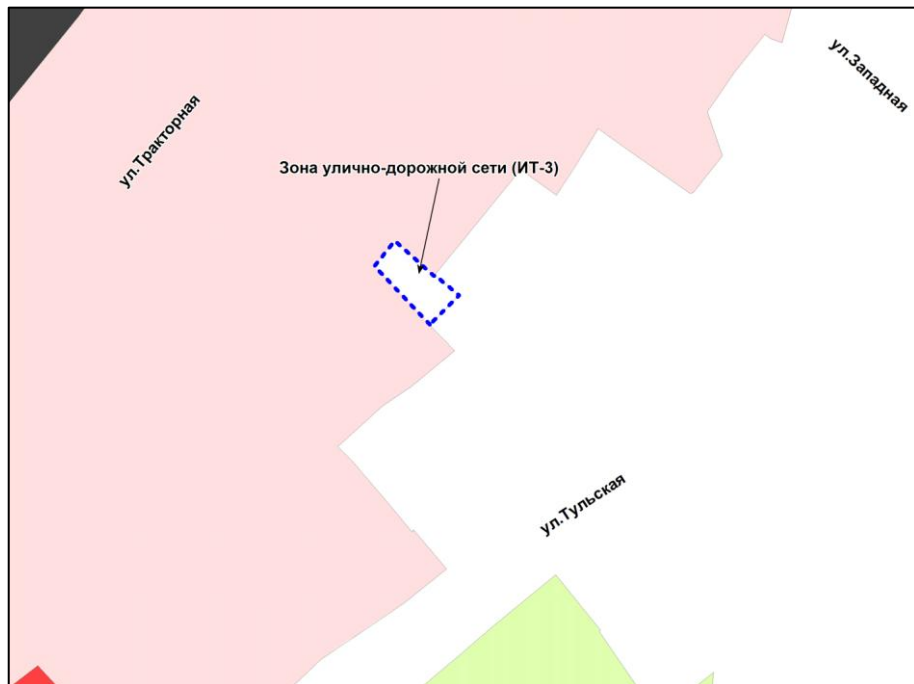 ул.Западная
ул.Тракторная
Зона улично-дорожной сети (ИТ-3)
ул.Тульская